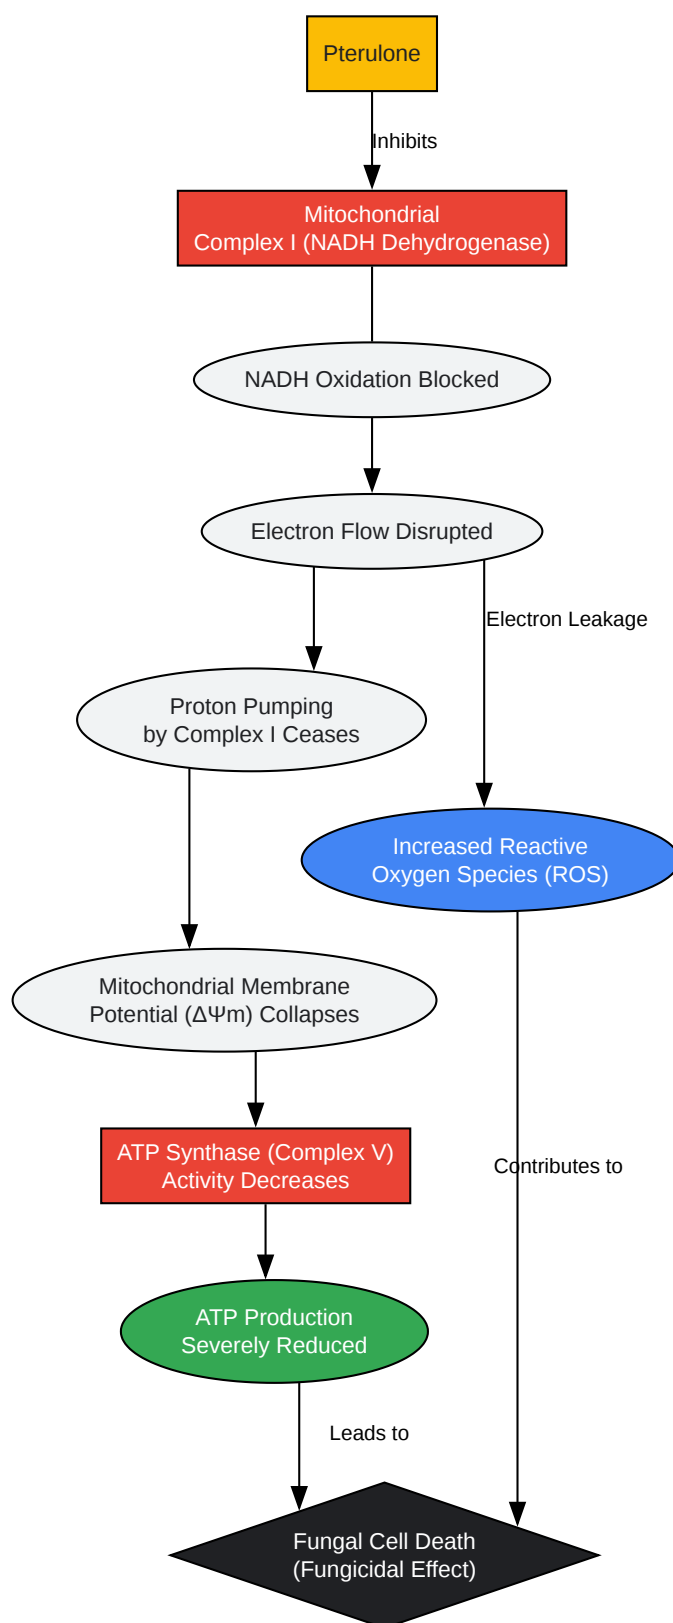 Pterulone
Inhibits
Mitochondrial
Complex I (NADH Dehydrogenase)
NADH Oxidation Blocked
Electron Flow Disrupted
Electron Leakage
Proton Pumping
by Complex I Ceases
Increased Reactive
Oxygen Species (ROS)
Mitochondrial Membrane
Potential (ΔΨm) Collapses
ATP Synthase (Complex V)
Activity Decreases
Contributes to
ATP Production
Severely Reduced
Leads to
Fungal Cell Death
(Fungicidal Effect)